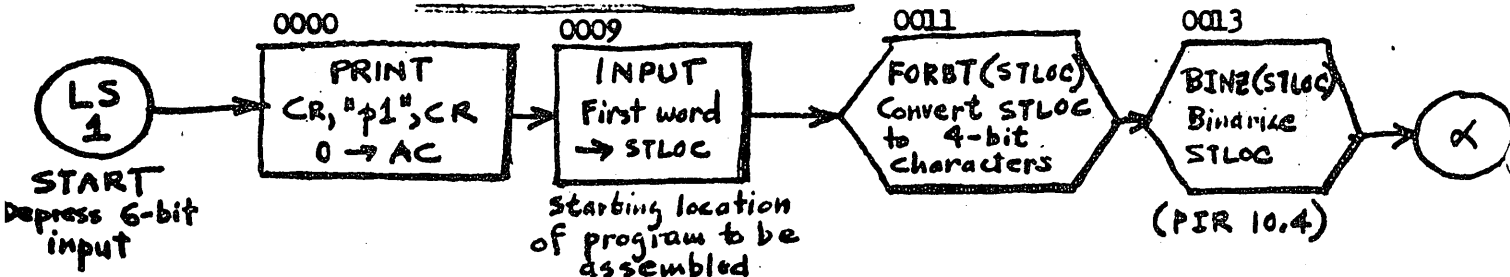 LS
1
START
Depress 6-bit
input
0000
PRINT
CR, "p1", CR
0 → AC
0009
INPUT
First word
→ STLOC
Starting location
of program to be
assembled
0011
FORBT(STLOC)
Convert STLOC
to 4-bit
characters
0013
BINZ(STLOC)
Binarize
STLOC
(PIR 10.4)
α